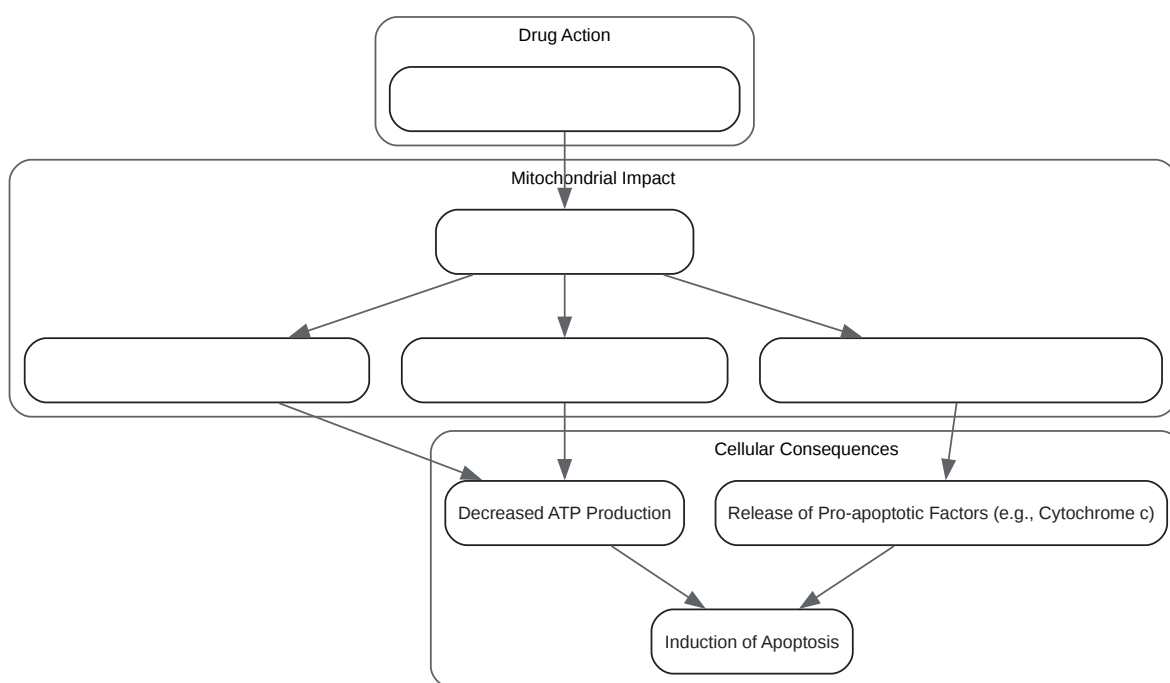 Drug Action
Mitochondrial Impact
Cellular Consequences
Decreased ATP Production
Release of Pro-apoptotic Factors (e.g., Cytochrome c)
Induction of Apoptosis